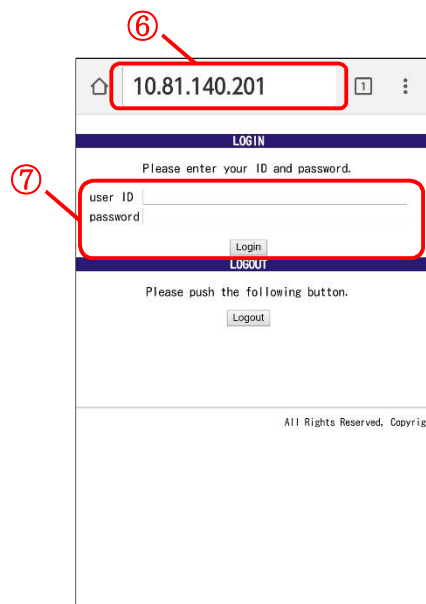 ⑥
10.81.140.201
1
LOGIN
Please enter your ID and password.
⑦
user ID
password
Login
LOGOUT
Please push the following button.
Logout
All Rights Reserved, Copyrig